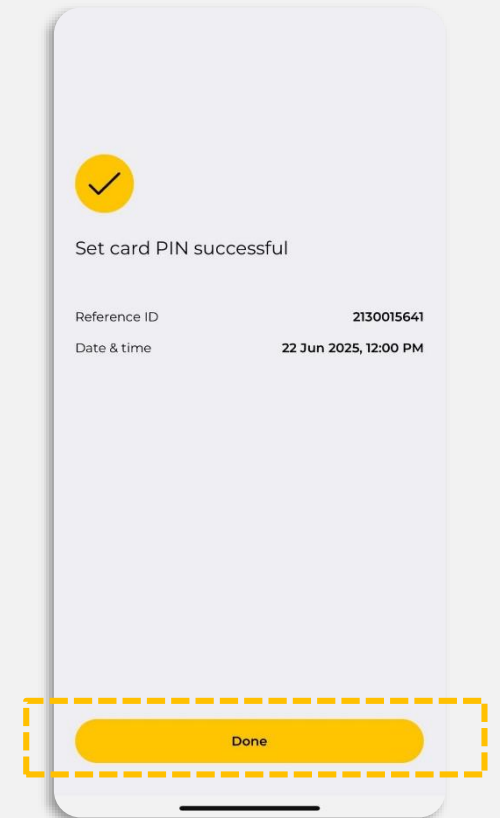 Set card PIN successful
Reference ID 2130015641
Date & time 22 Jun 2025, 12:00 PM
Done